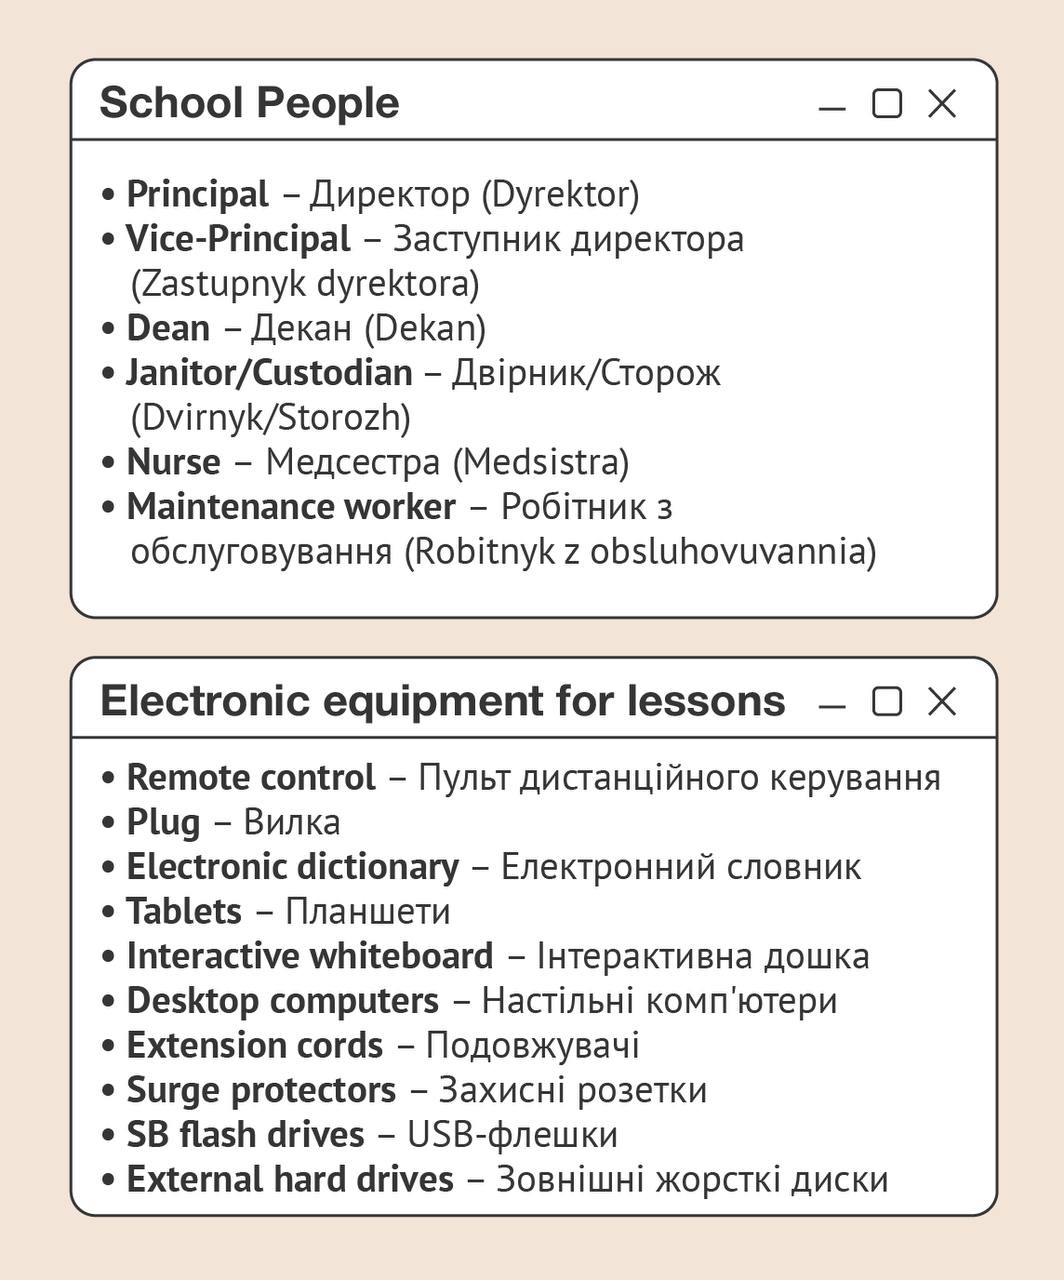 School People
• Principal – Директор (Dyrektor)
• Vice-Principal – Заступник директора
(Zastupnyk dyrektora)
• Dean – Декан (Dekan)
• Janitor/Custodian – Двірник/Сторож
(Dvirnyk/Storozh)
• Nurse – Медсестра (Medsistra)
• Maintenance worker – Робітник з
обслуговування (Robitnyk z obsluhovuvannia)
Electronic equipment for lessons
• Remote control – Пульт дистанційного керування
• Plug – Вилка
• Electronic dictionary – Електронний словник
• Tablets – Планшети
• Interactive whiteboard – Інтерактивна дошка
• Desktop computers – Настільні комп'ютери
• Extension cords – Подовжувачі
• Surge protectors – Захисні розетки
• SB flash drives – USB-флешки
• External hard drives – Зовнішні жорсткі диски